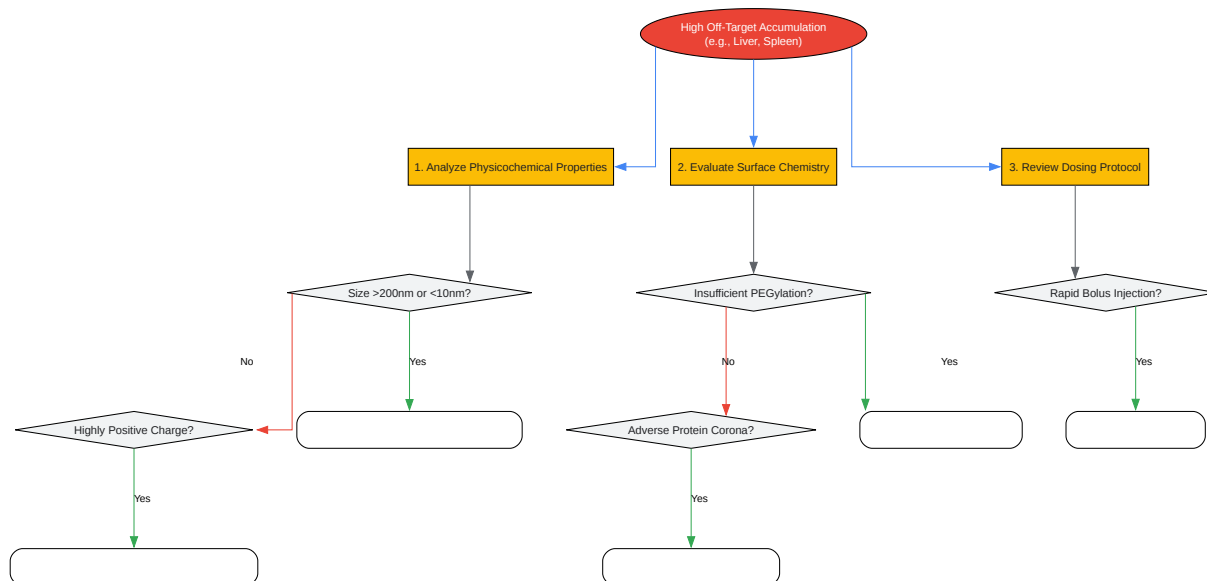 High Off-Target Accumulation
(e.g., Liver, Spleen)
1. Analyze Physicochemical Properties
2. Evaluate Surface Chemistry
3. Review Dosing Protocol
Size >200nm or <10nm?
Insufficient PEGylation?
Rapid Bolus Injection?
No
Yes
No
Yes
Yes
Highly Positive Charge?
Adverse Protein Corona?
Yes
Yes